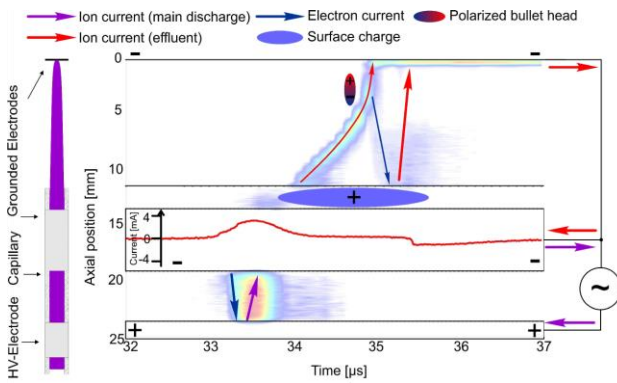 Ion current (main discharge)
Electron current
Polarized bullet head
Ion current (effluent)
Surface charge
Grounded Electrodes
Capillary
HV-Electrode
Axial position [mm]
0
5
10
15
20
25
- -
+
-
+
Current [mA]
4
0
-4
- -
+ +
~
32 33 34 35 36 37
Time [µs]